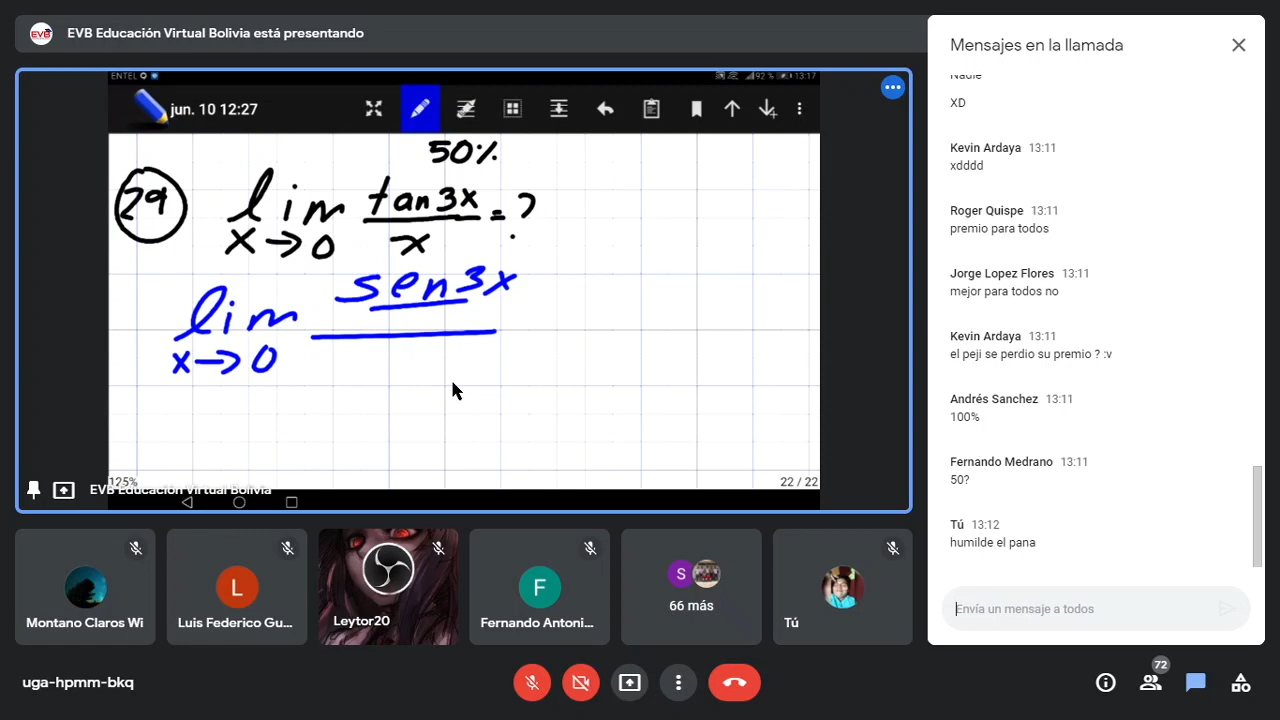 EVB Educación Virtual Bolivia está presentando
ENTEL
92 % 13:17
jun. 10 12:27
50%
29 lim x→0 tan3x / x = ?
lim x→0 sen3x
125%
22 / 22
EVB Educación Virtual Bolivia
Montano Claros Wi
L
Luis Federico Gu...
Leytor20
F
Fernando Antoni...
S
66 más
Tú
uga-hpmm-bkq
Mensajes en la llamada
Nadie
XD
Kevin Ardaya 13:11
xdddd
Roger Quispe 13:11
premio para todos
Jorge Lopez Flores 13:11
mejor para todos no
Kevin Ardaya 13:11
el peji se perdio su premio ? :v
Andrés Sanchez 13:11
100%
Fernando Medrano 13:11
50?
Tú 13:12
humilde el pana
Envía un mensaje a todos
72